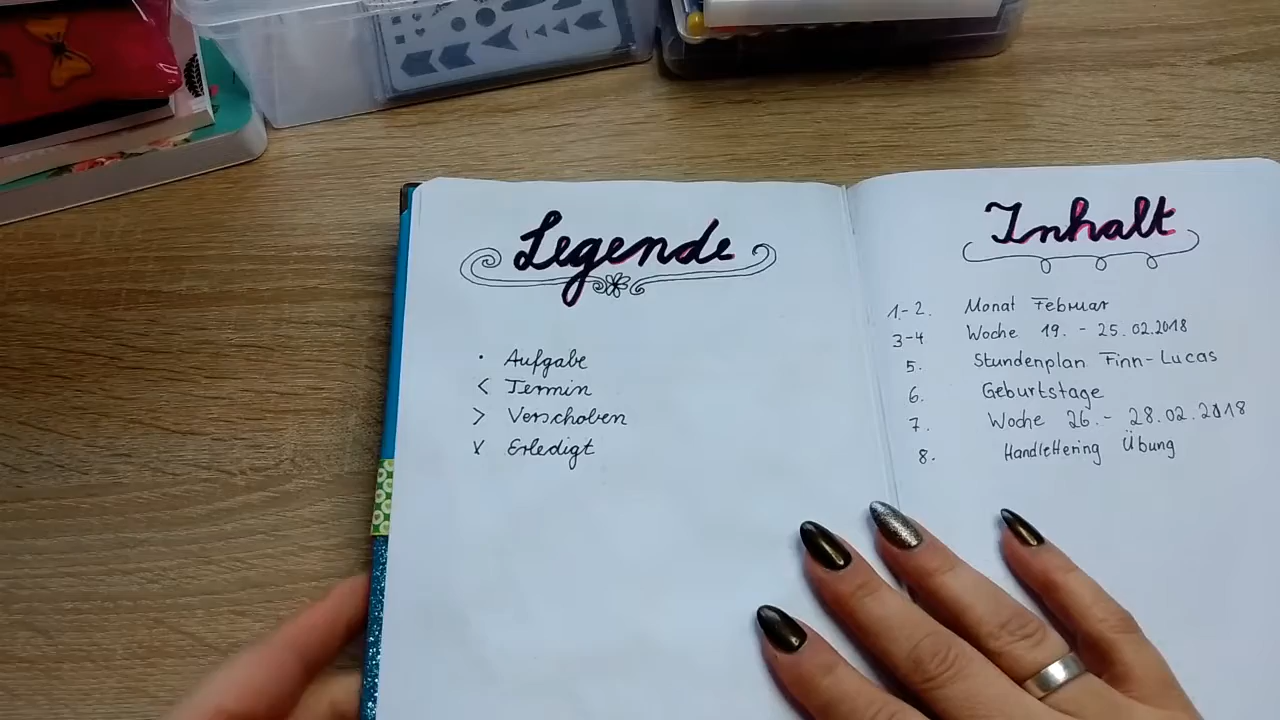 Legende
· Aufgabe
< Termin
> Verschoben
x Erledigt
Inhalt
1.-2. Monat Februar
3-4 Woche 19. - 25.02.2018
5. Stundenplan Finn-Lucas
6. Geburtstage
7. Woche 26. - 28.02.2018
8. Handlettering Übung